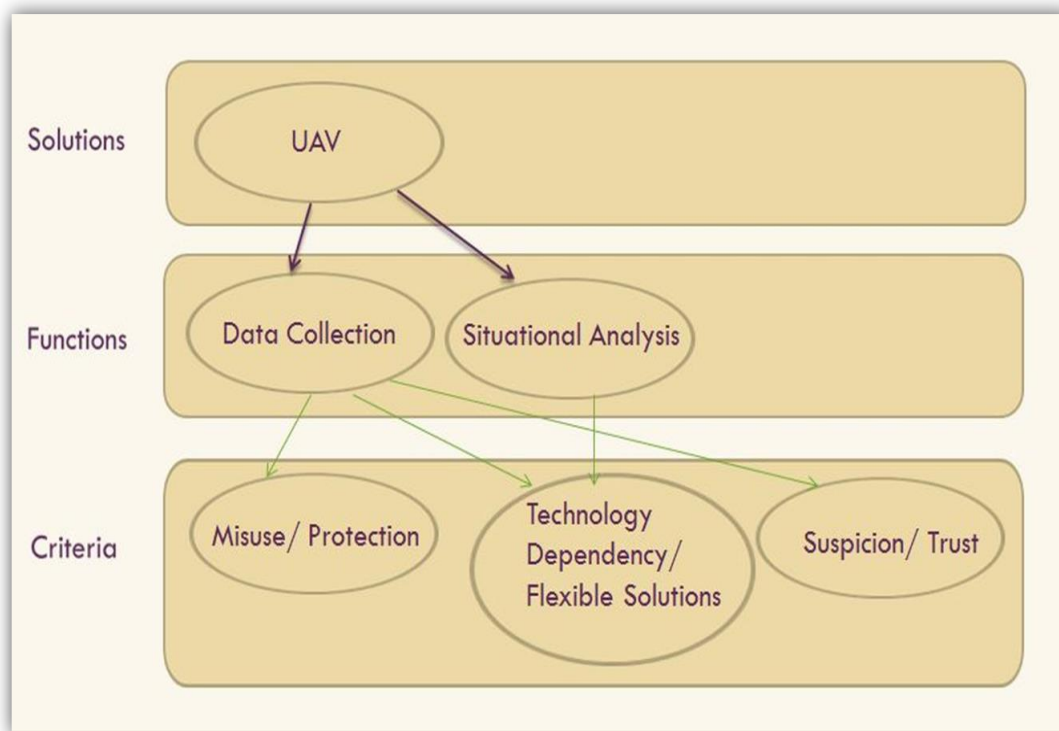 Solutions
UAV
Functions
Data Collection
Situational Analysis
Criteria
Misuse/ Protection
Technology
Dependency/
Flexible Solutions
Suspicion/ Trust